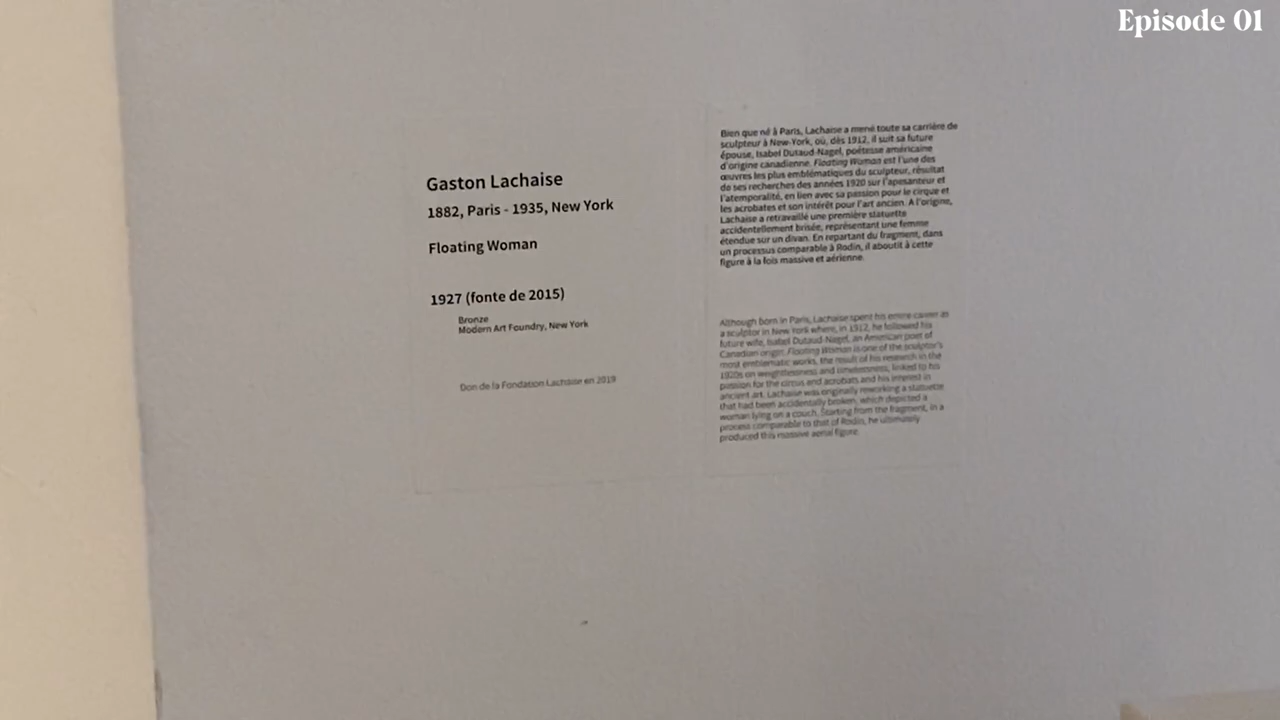 Episode 01
Gaston Lachaise
1882, Paris - 1935, New York
Floating Woman
1927 (fonte de 2015)
Bronze
Modern Art Foundry, New York
Don de la Fondation Lachaise en 2019
Bien que né à Paris, Lachaise a mené toute sa carrière de
sculpteur à New-York, où, dès 1912, il suit sa future
épouse, Isabel Dutaud-Nagel, poétesse américaine
d'origine canadienne. Floating Woman est l'une des
œuvres les plus emblématiques du sculpteur, résultat
de ses recherches des années 1920 sur l'apesanteur et
l'atemporalité, en lien avec sa passion pour le cirque et
les acrobates et son intérêt pour l'art ancien. A l'origine,
Lachaise a retravaillé une première statuette
accidentellement brisée, représentant une femme
étendue sur un divan. En repartant du fragment, dans
un processus comparable à Rodin, il aboutit à cette
figure à la fois massive et aérienne.
Although born in Paris, Lachaise spent his entire career as
a sculptor in New York where, in 1912, he followed his
future wife, Isabel Dutaud-Nagel, an American poet of
Canadian origin. Floating Woman is one of the sculptor's
most emblematic works, the result of his research in the
1920s on weightlessness and timelessness, linked to his
passion for the circus and acrobats and his interest in
ancient art. Lachaise was originally reworking a statuette
that had been accidentally broken, which depicted a
woman lying on a couch. Starting from the fragment, in a
process comparable to that of Rodin, he ultimately
produced this massive aerial figure.